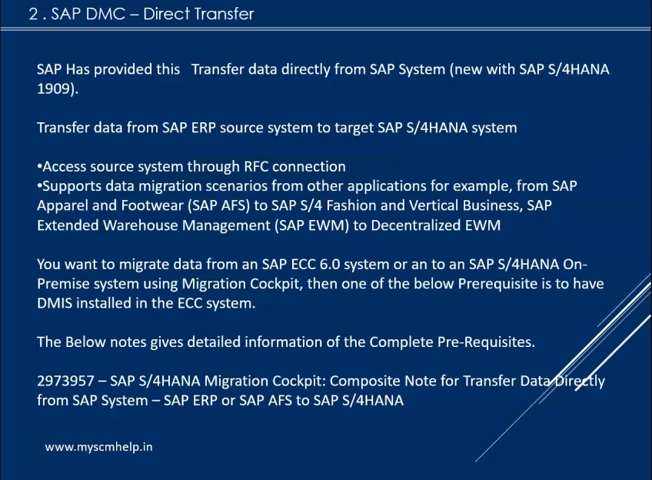 2 . SAP DMC – Direct Transfer
SAP Has provided this Transfer data directly from SAP System (new with SAP S/4HANA
1909).
Transfer data from SAP ERP source system to target SAP S/4HANA system
•Access source system through RFC connection
•Supports data migration scenarios from other applications for example, from SAP
Apparel and Footwear (SAP AFS) to SAP S/4 Fashion and Vertical Business, SAP
Extended Warehouse Management (SAP EWM) to Decentralized EWM
You want to migrate data from an SAP ECC 6.0 system or an to an SAP S/4HANA On-
Premise system using Migration Cockpit, then one of the below Prerequisite is to have
DMIS installed in the ECC system.
The Below notes gives detailed information of the Complete Pre-Requisites.
2973957 – SAP S/4HANA Migration Cockpit: Composite Note for Transfer Data Directly
from SAP System – SAP ERP or SAP AFS to SAP S/4HANA
www.myscmhelp.in